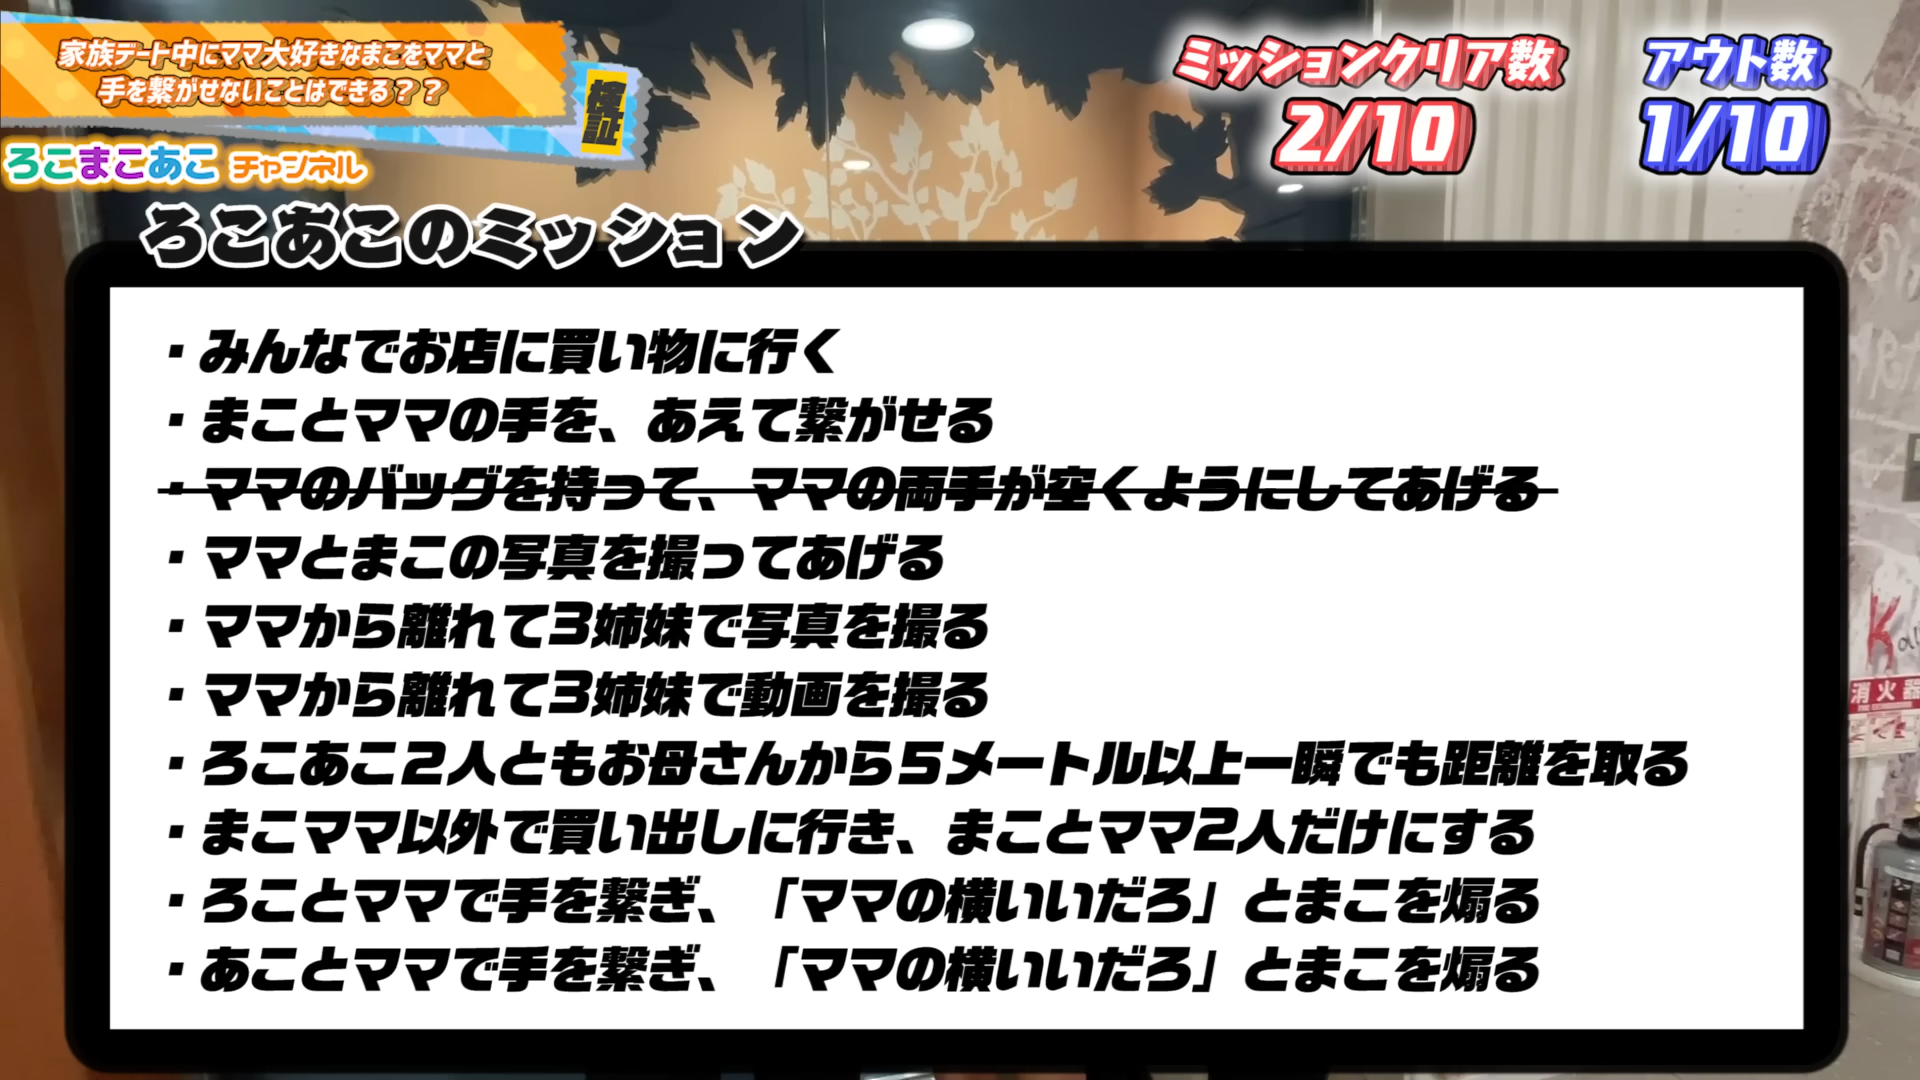 家族デート中にママ大好きなまこをママと
手を繋がせないことはできる？？
検証
ろこまこあこ チャンネル
ミッションクリア数
2/10
アウト数
1/10
ろこあこのミッション
・みんなでお店に買い物に行く
・まことママの手を、あえて繋がせる
・ママのバッグを持って、ママの両手が空くようにしてあげる
・ママとまこの写真を撮ってあげる
・ママから離れて3姉妹で写真を撮る
・ママから離れて3姉妹で動画を撮る
・ろこあこ2人ともお母さんから5メートル以上一瞬でも距離を取る
・まこママ以外で買い出しに行き、まことママ2人だけにする
・ろことママで手を繋ぎ、「ママの横いいだろ」とまこを煽る
・あことママで手を繋ぎ、「ママの横いいだろ」とまこを煽る
消火器